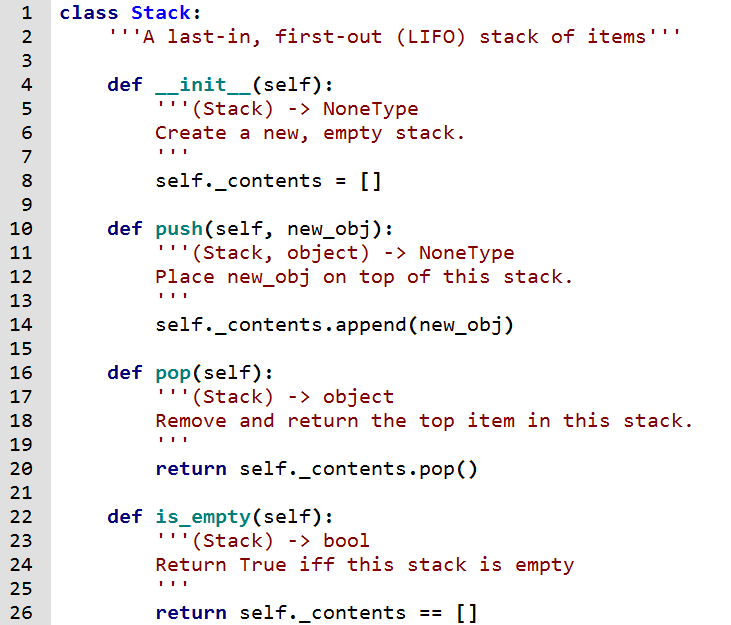 1 class Stack:
2     '''A last-in, first-out (LIFO) stack of items'''
3
4     def __init__(self):
5         '''(Stack) -> NoneType
6         Create a new, empty stack.
7         '''
8         self._contents = []
9
10     def push(self, new_obj):
11         '''(Stack, object) -> NoneType
12         Place new_obj on top of this stack.
13         '''
14         self._contents.append(new_obj)
15
16     def pop(self):
17         '''(Stack) -> object
18         Remove and return the top item in this stack.
19         '''
20         return self._contents.pop()
21
22     def is_empty(self):
23         '''(Stack) -> bool
24         Return True iff this stack is empty
25         '''
26         return self._contents == []